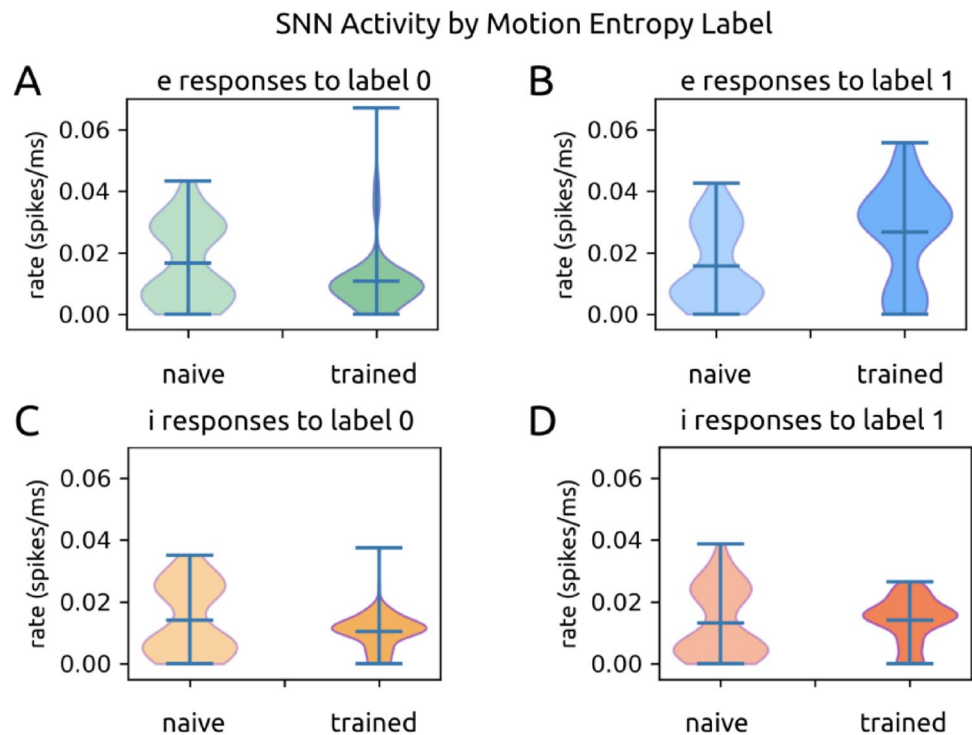 SNN Activity by Motion Entropy Label
A
e responses to label 0
rate (spikes/ms)
0.06
0.04
0.02
0.00
naive
trained
B
e responses to label 1
rate (spikes/ms)
0.06
0.04
0.02
0.00
naive
trained
C
i responses to label 0
rate (spikes/ms)
0.06
0.04
0.02
0.00
naive
trained
D
i responses to label 1
rate (spikes/ms)
0.06
0.04
0.02
0.00
naive
trained